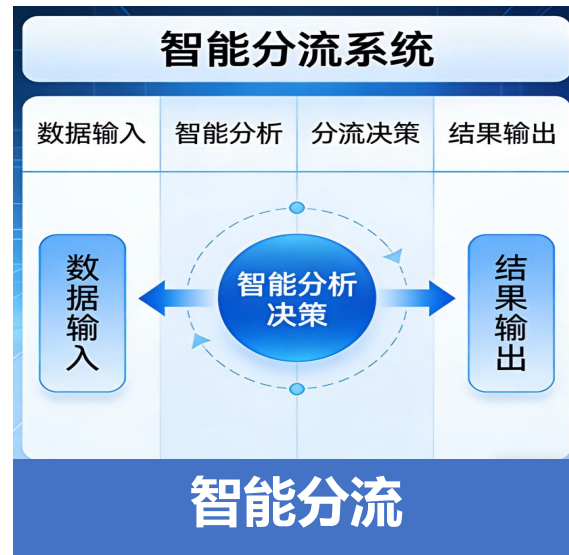 智能分流系统
数据输入 智能分析 分流决策 结果输出
数据输入
智能分析
决策
结果输出
智能分流